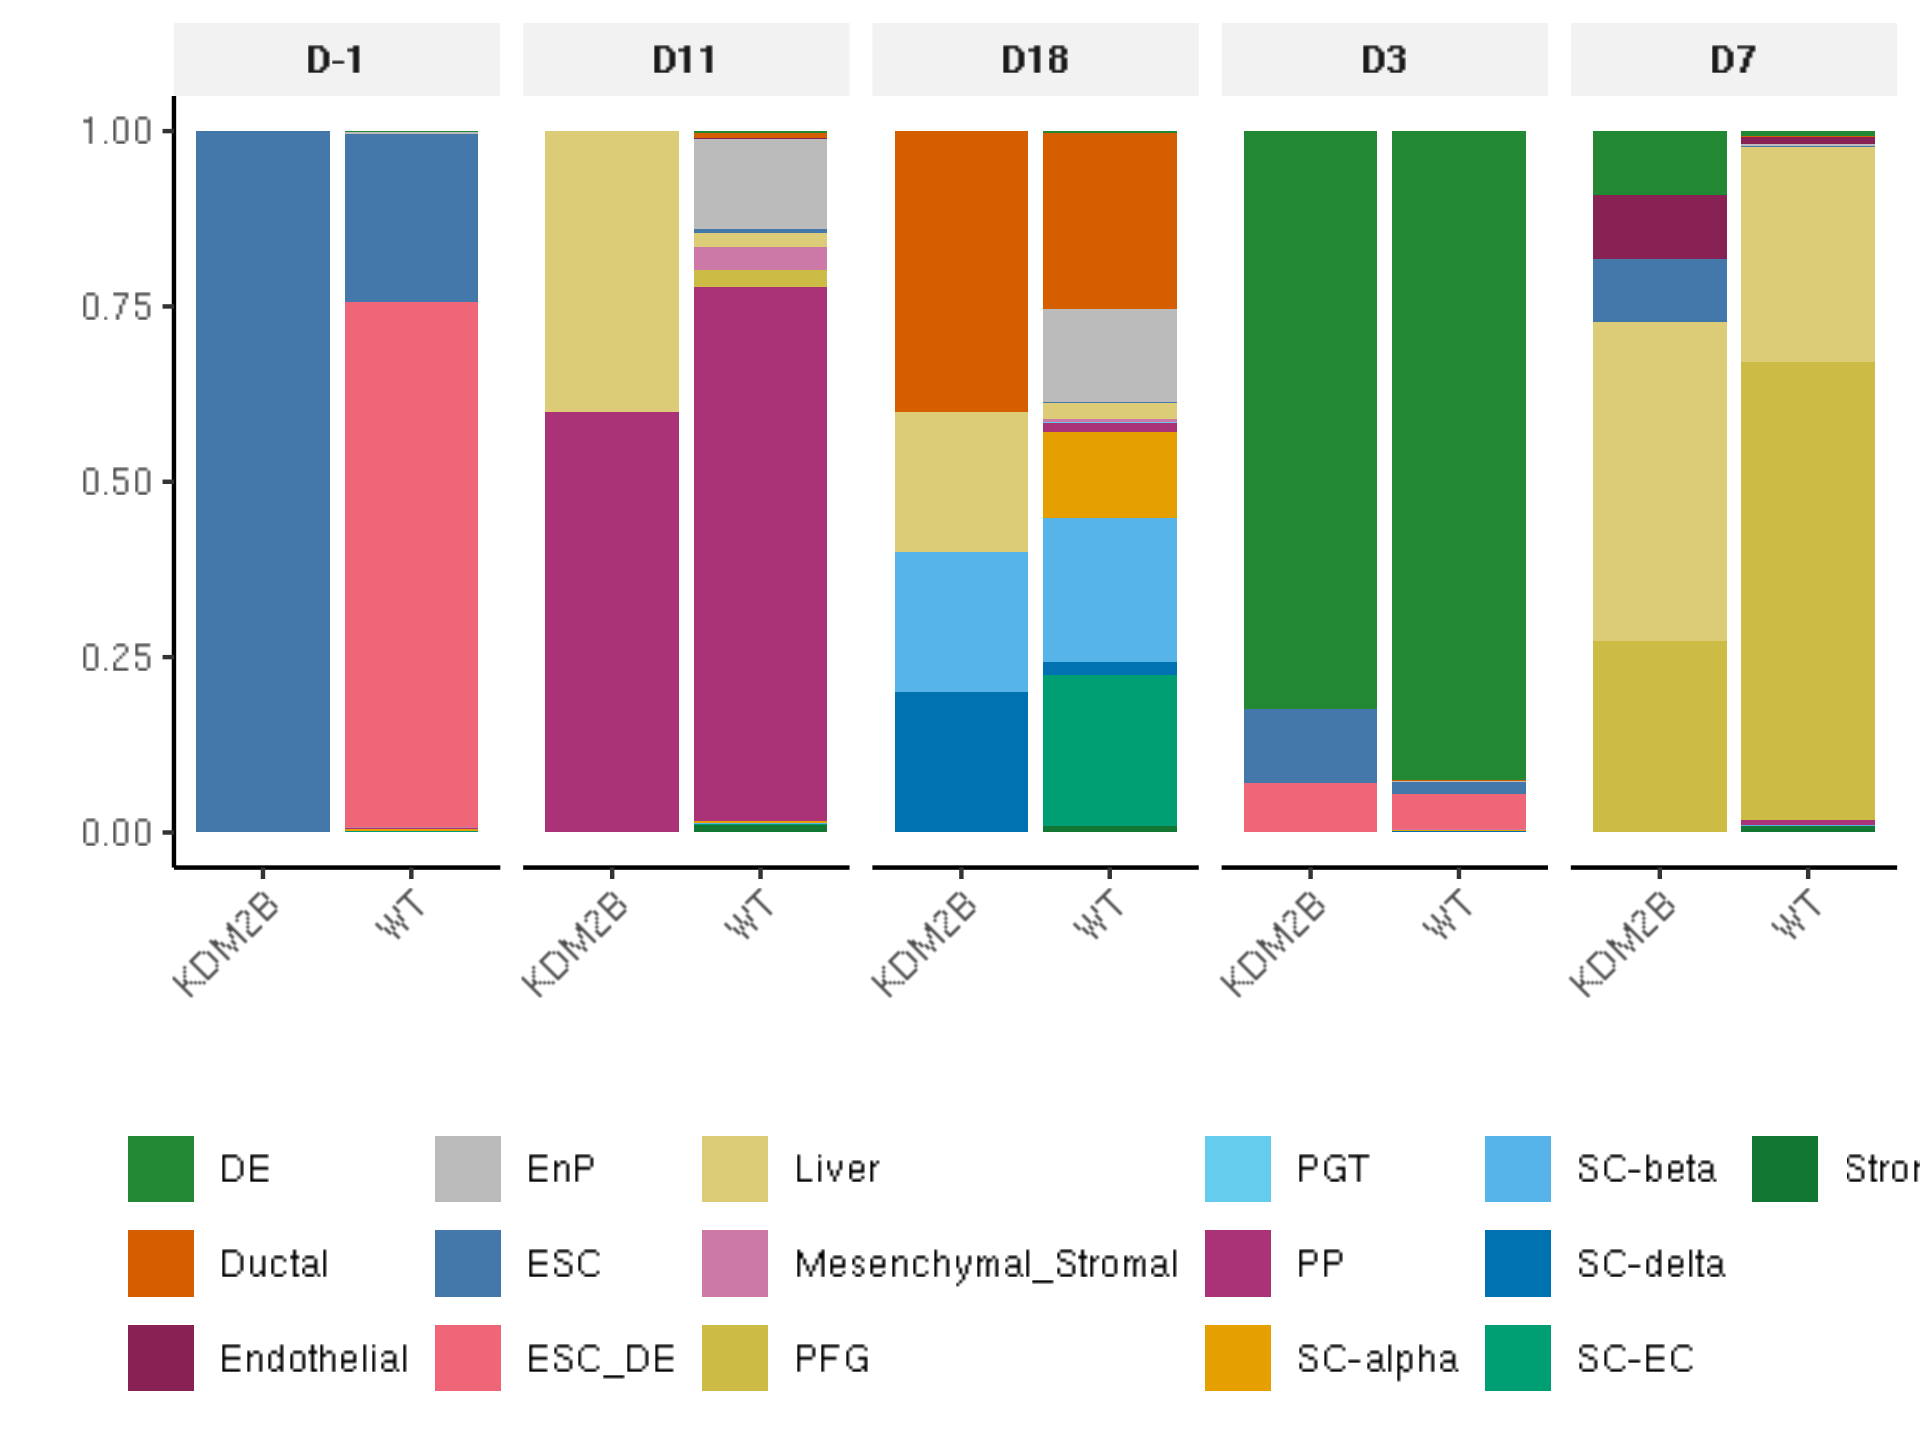 D-1 D11 D18 D3 D7
1.00
0.75
0.50
0.25
0.00
KDM2B WT KDM2B WT KDM2B WT KDM2B WT KDM2B WT
DE EnP Liver PGT SC-beta
Ductal ESC Mesenchymal_Stromal PP SC-delta
Endothelial ESC_DE PFG SC-alpha SC-EC